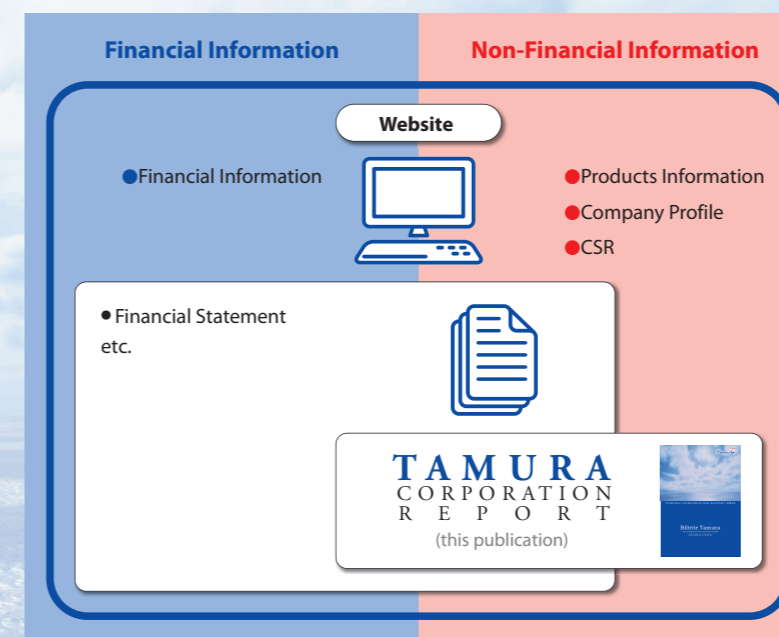 Financial Information
Non-Financial Information
Website
●Financial Information
●Products Information
●Company Profile
●CSR
● Financial Statement
etc.
TAMURA
CORPORATION
REPORT
(this publication)